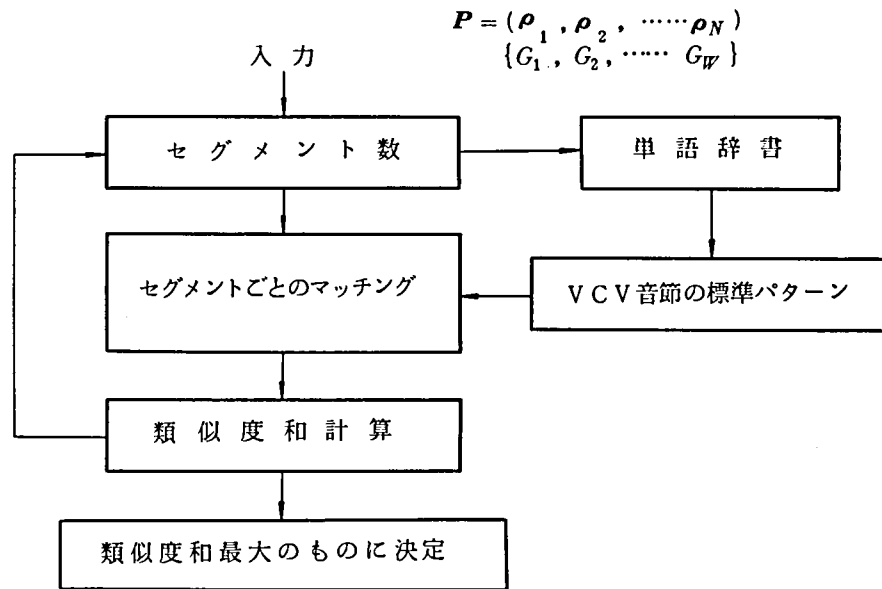 P = (ρ1, ρ2, ……ρN)
{G1, G2, …… GW}
入力
セグメント数
単語辞書
セグメントごとのマッチング
VCV音節の標準パターン
類似度和計算
類似度和最大のものに決定